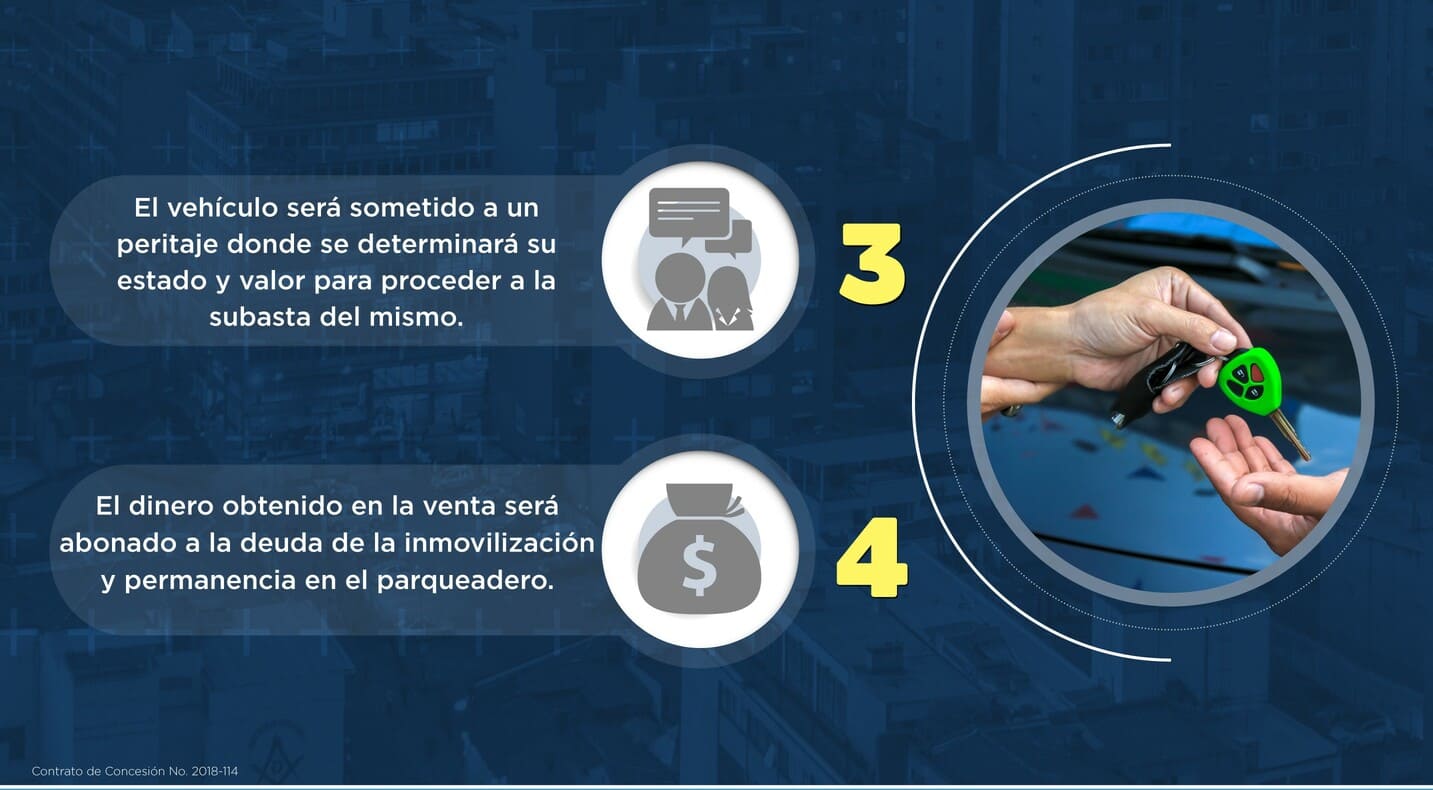 El vehículo será sometido a un
peritaje donde se determinará su
estado y valor para proceder a la
subasta del mismo.
3
El dinero obtenido en la venta será
abonado a la deuda de la inmovilización
y permanencia en el parqueadero.
$
4
Contrato de Concesión No. 2018-114